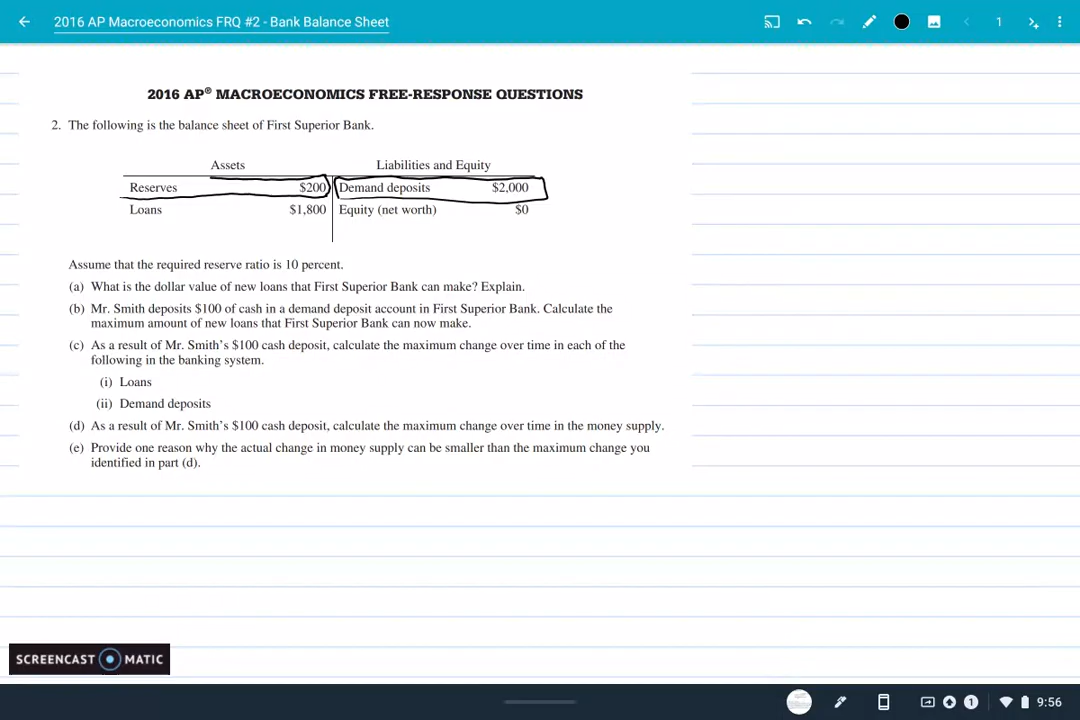 2016 AP Macroeconomics FRQ #2 - Bank Balance Sheet
1
2016 AP® MACROECONOMICS FREE-RESPONSE QUESTIONS
2. The following is the balance sheet of First Superior Bank.
Assets Liabilities and Equity
Reserves $200 Demand deposits $2,000
Loans $1,800 Equity (net worth) $0
Assume that the required reserve ratio is 10 percent.
(a) What is the dollar value of new loans that First Superior Bank can make? Explain.
(b) Mr. Smith deposits $100 of cash in a demand deposit account in First Superior Bank. Calculate the
maximum amount of new loans that First Superior Bank can now make.
(c) As a result of Mr. Smith's $100 cash deposit, calculate the maximum change over time in each of the
following in the banking system.
(i) Loans
(ii) Demand deposits
(d) As a result of Mr. Smith's $100 cash deposit, calculate the maximum change over time in the money supply.
(e) Provide one reason why the actual change in money supply can be smaller than the maximum change you
identified in part (d).
SCREENCAST MATIC
1 9:56